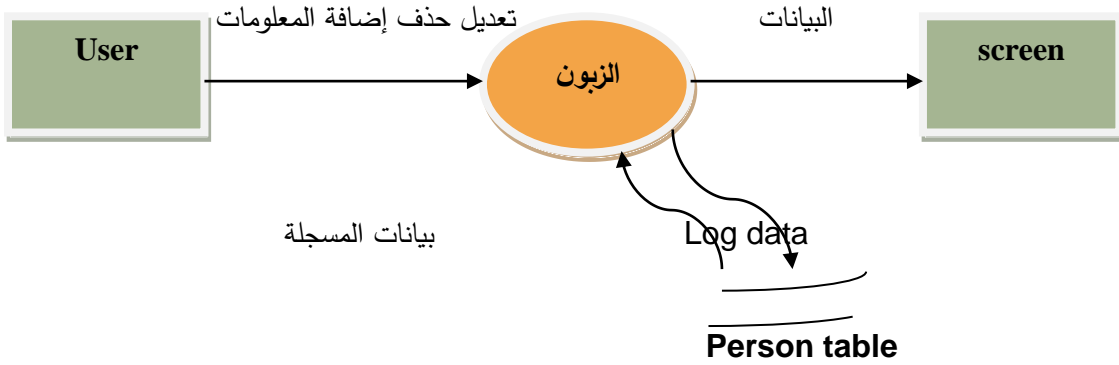 تعديل حذف إضافة المعلومات
البيانات
User
الزبون
screen
بيانات المسجلة
Log data
Person table